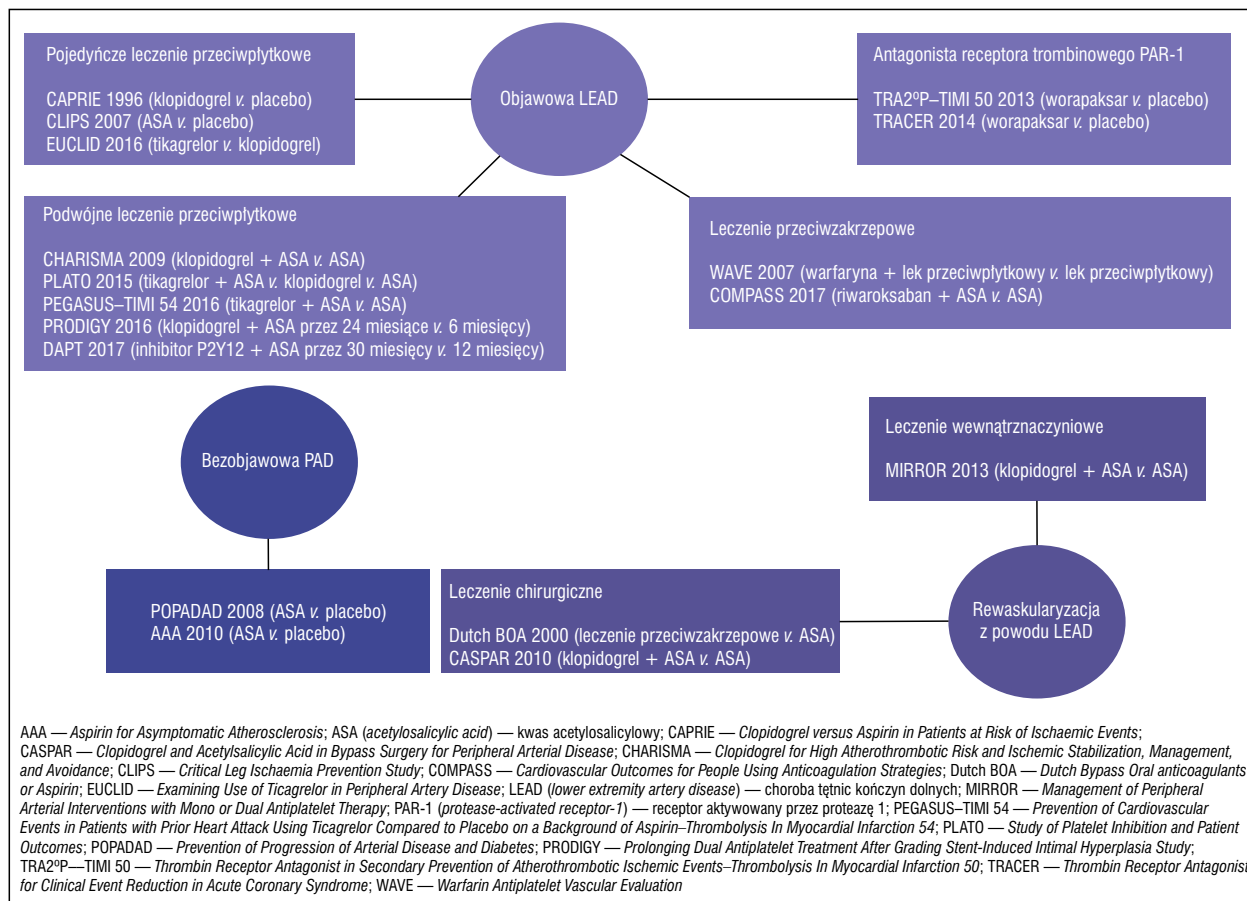 Pojedyńcze leczenie przeciwpłytkowe
CAPRIE 1996 (klopidogrel v. placebo)
CLIPS 2007 (ASA v. placebo)
EUCLID 2016 (tikagrelor v. klopidogrel)
Objawowa LEAD
Antagonista receptora trombinowego PAR-1
TRA2ºP–TIMI 50 2013 (worapaksar v. placebo)
TRACER 2014 (worapaksar v. placebo)
Podwójne leczenie przeciwpłytkowe
CHARISMA 2009 (klopidogrel + ASA v. ASA)
PLATO 2015 (tikagrelor + ASA v. klopidogrel v. ASA)
PEGASUS–TIMI 54 2016 (tikagrelor + ASA v. ASA)
PRODIGY 2016 (klopidogrel + ASA przez 24 miesiące v. 6 miesięcy)
DAPT 2017 (inhibitor P2Y12 + ASA przez 30 miesięcy v. 12 miesięcy)
Leczenie przeciwzakrzepowe
WAVE 2007 (warfaryna + lek przeciwpłytkowy v. lek przeciwpłytkowy)
COMPASS 2017 (riwaroksaban + ASA v. ASA)
Bezobjawowa PAD
POPADAD 2008 (ASA v. placebo)
AAA 2010 (ASA v. placebo)
Leczenie wewnątrznaczyniowe
MIRROR 2013 (klopidogrel + ASA v. ASA)
Leczenie chirurgiczne
Dutch BOA 2000 (leczenie przeciwzakrzepowe v. ASA)
CASPAR 2010 (klopidogrel + ASA v. ASA)
Rewaskularyzacja
z powodu LEAD
AAA — Aspirin for Asymptomatic Atherosclerosis; ASA (acetylosalicylic acid) — kwas acetylosalicylowy; CAPRIE — Clopidogrel versus Aspirin in Patients at Risk of Ischaemic Events;
CASPAR — Clopidogrel and Acetylsalicylic Acid in Bypass Surgery for Peripheral Arterial Disease; CHARISMA — Clopidogrel for High Atherothrombotic Risk and Ischemic Stabilization, Management,
and Avoidance; CLIPS — Critical Leg Ischaemia Prevention Study; COMPASS — Cardiovascular Outcomes for People Using Anticoagulation Strategies; Dutch BOA — Dutch Bypass Oral anticoagulants
or Aspirin; EUCLID — Examining Use of Ticagrelor in Peripheral Artery Disease; LEAD (lower extremity artery disease) — choroba tętnic kończyn dolnych; MIRROR — Management of Peripheral
Arterial Interventions with Mono or Dual Antiplatelet Therapy; PAR-1 (protease-activated receptor-1) — receptor aktywowany przez proteazę 1; PEGASUS–TIMI 54 — Prevention of Cardiovascular
Events in Patients with Prior Heart Attack Using Ticagrelor Compared to Placebo on a Background of Aspirin–Thrombolysis In Myocardial Infarction 54; PLATO — Study of Platelet Inhibition and Patient
Outcomes; POPADAD — Prevention of Progression of Arterial Disease and Diabetes; PRODIGY — Prolonging Dual Antiplatelet Treatment After Grading Stent-Induced Intimal Hyperplasia Study;
TRA2ºP-–TIMI 50 — Thrombin Receptor Antagonist in Secondary Prevention of Atherothrombotic Ischemic Events–Thrombolysis In Myocardial Infarction 50; TRACER — Thrombin Receptor Antagonist
for Clinical Event Reduction in Acute Coronary Syndrome; WAVE — Warfarin Antiplatelet Vascular Evaluation